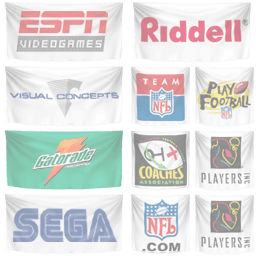 ESPN
VIDEOGAMES
Riddell®
VISUAL CONCEPTS
TEAM
NFL
PLAY
FOOTBALL
NFL
Gatorade
COACHES
ASSOCIATION
PLAYERS INC
SEGA
NFL
.COM
PLAYERS INC